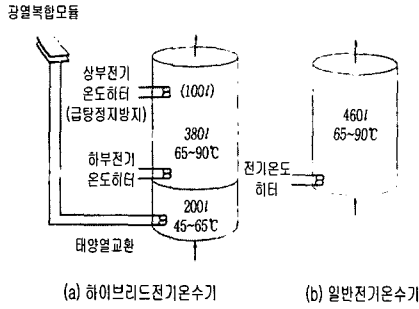 광열복합모듈
상부전기
온도히터
(급탕정지방지)
(100l)
380l
65~90℃
하부전기
온도히터
200l
45~65℃
태양열교환
(a) 하이브리드전기온수기
460l
65~90℃
전기온도
히터
(b) 일반전기온수기